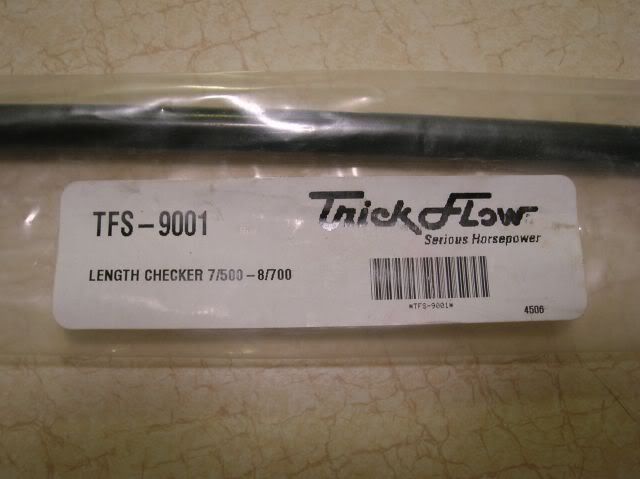 TFS-9001
Trick Flow
Serious Horsepower
LENGTH CHECKER 7/500-8/700
*TFS-9001*
4506